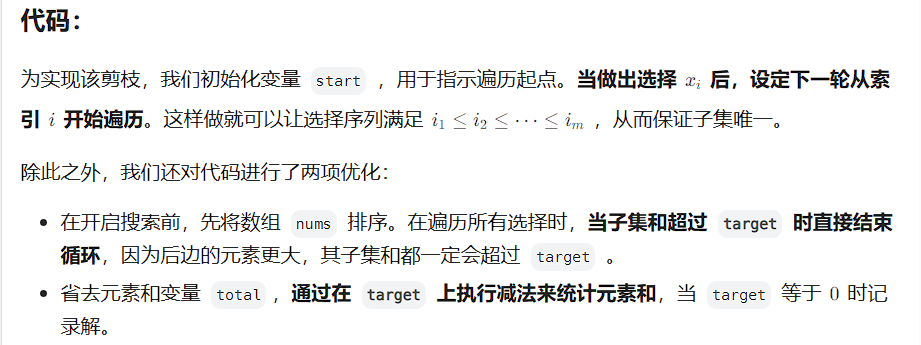 代码：
为实现该剪枝，我们初始化变量 start ，用于指示遍历起点。当做出选择 xᵢ 后，设定下一轮从索
引 i 开始遍历。这样做就可以让选择序列满足 i₁ ≤ i₂ ≤ ⋯ ≤ iₘ ，从而保证子集唯一。
除此之外，我们还对代码进行了两项优化：
• 在开启搜索前，先将数组 nums 排序。在遍历所有选择时，当子集和超过 target 时直接结束
循环，因为后边的元素更大，其子集和都一定会超过 target 。
• 省去元素和变量 total ，通过在 target 上执行减法来统计元素和，当 target 等于 0 时记
录解。